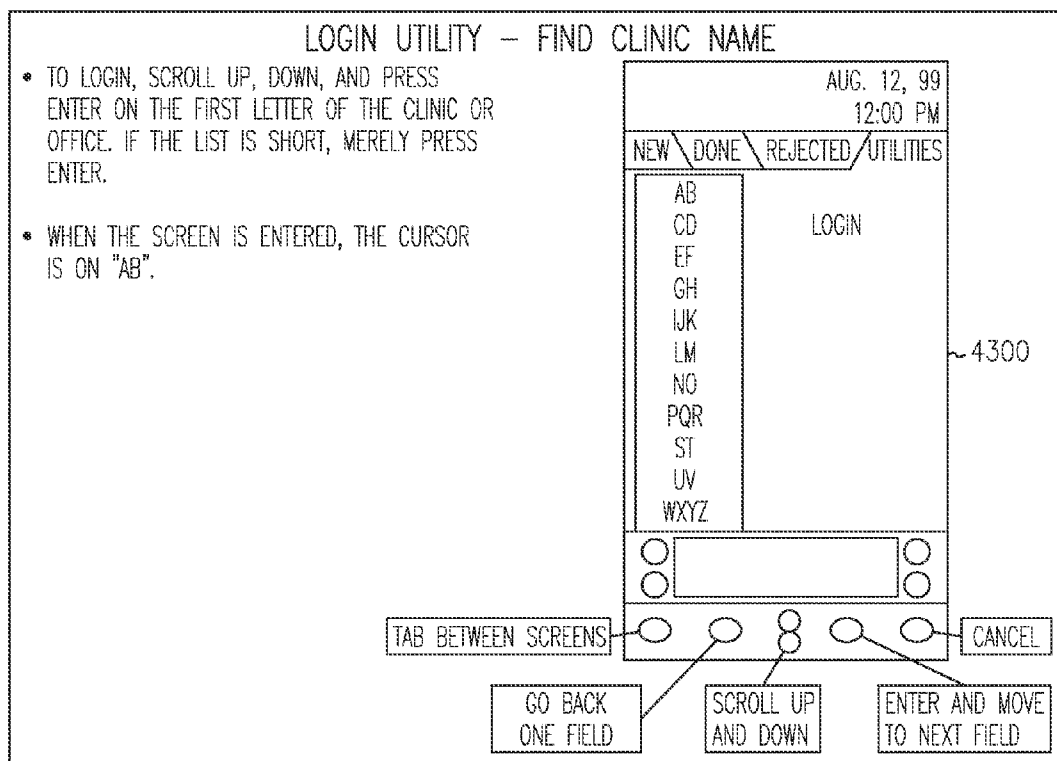 LOGIN UTILITY – FIND CLINIC NAME
• TO LOGIN, SCROLL UP, DOWN, AND PRESS
ENTER ON THE FIRST LETTER OF THE CLINIC OR
OFFICE. IF THE LIST IS SHORT, MERELY PRESS
ENTER.
• WHEN THE SCREEN IS ENTERED, THE CURSOR
IS ON "AB".
AUG. 12, 99
12:00 PM
NEW DONE REJECTED UTILITIES
AB
CD
EF
GH
IJK
LM
NO
PQR
ST
UV
WXYZ
LOGIN
4300
TAB BETWEEN SCREENS
CANCEL
GO BACK
ONE FIELD
SCROLL UP
AND DOWN
ENTER AND MOVE
TO NEXT FIELD